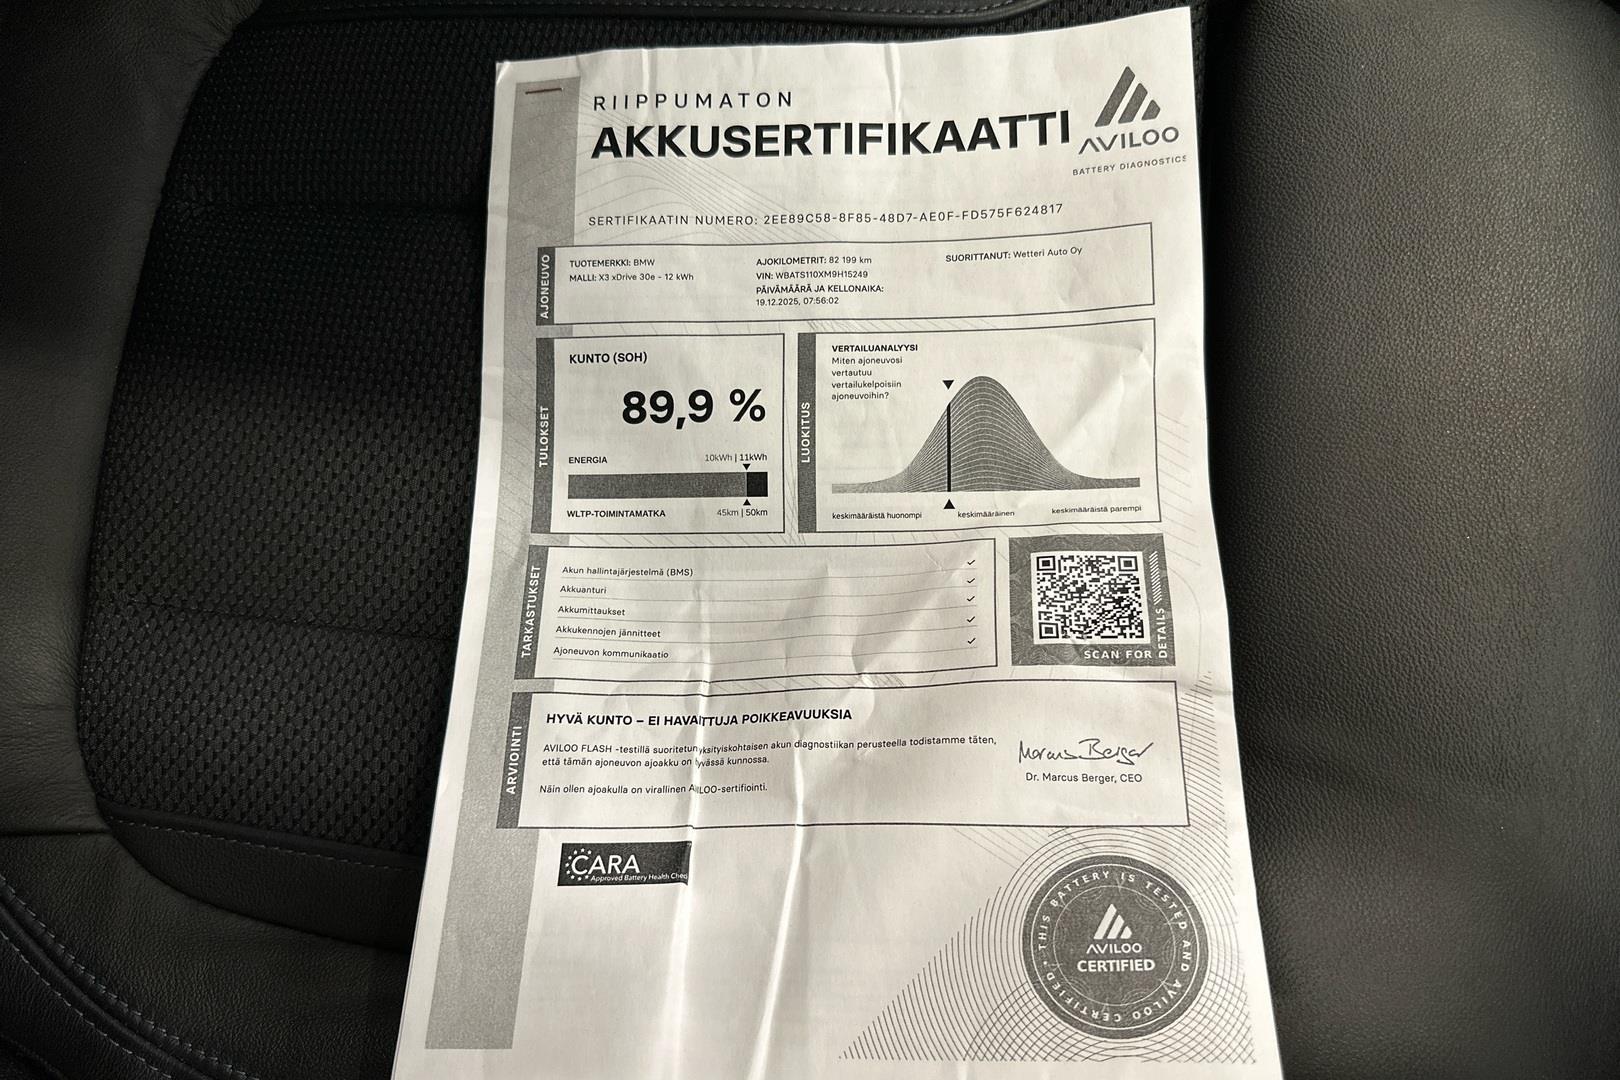 RIIPPUMATON
AKKUSERTIFIKAATTI
AVILOO
BATTERY DIAGNOSTICS
SERTIFIKAATIN NUMERO: 2EE89C58-8F85-48D7-AE0F-FD575F624817
AJONEUVO
TUOTEMERKKI: BMW
MALLI: X3 xDrive 30e - 12 kWh
AJOKILOMETRIT: 82 199 km
VIN: WBATS110XM9H15249
PÄIVÄMÄÄRÄ JA KELLONAIKA:
19.12.2025, 07:56:02
SUORITTANUT: Wetteri Auto Oy
TULOKSET
KUNTO (SOH)
89,9 %
ENERGIA
10kWh | 11kWh
WLTP-TOIMINTAMATKA
45km | 50km
LUOKITUS
VERTAILUANALYYSI
Miten ajoneuvosi
vertautuu
vertailukelpoisiin
ajoneuvoihin?
keskimääräistä huonompi
keskimääräinen
keskimääräistä parempi
TARKASTUKSET
Akun hallintajärjestelmä (BMS)
Akkuanturi
Akkumittaukset
Akkukennojen jännitteet
Ajoneuvon kommunikaatio
SCAN FOR
DETAILS
ARVIOINTI
HYVÄ KUNTO – EI HAVAITTUJA POIKKEAVUUKSIA
AVILOO FLASH -testillä suoritetun yksityiskohtaisen akun diagnostiikan perusteella todistamme täten,
että tämän ajoneuvon ajoakku on hyvässä kunnossa.
Näin ollen ajoakulla on virallinen AVILOO-sertifiointi.
Marcus Berger
Dr. Marcus Berger, CEO
CARA
Approved Battery Health Check
THIS BATTERY IS TESTED AND AVILOO CERTIFIED
AVILOO
CERTIFIED